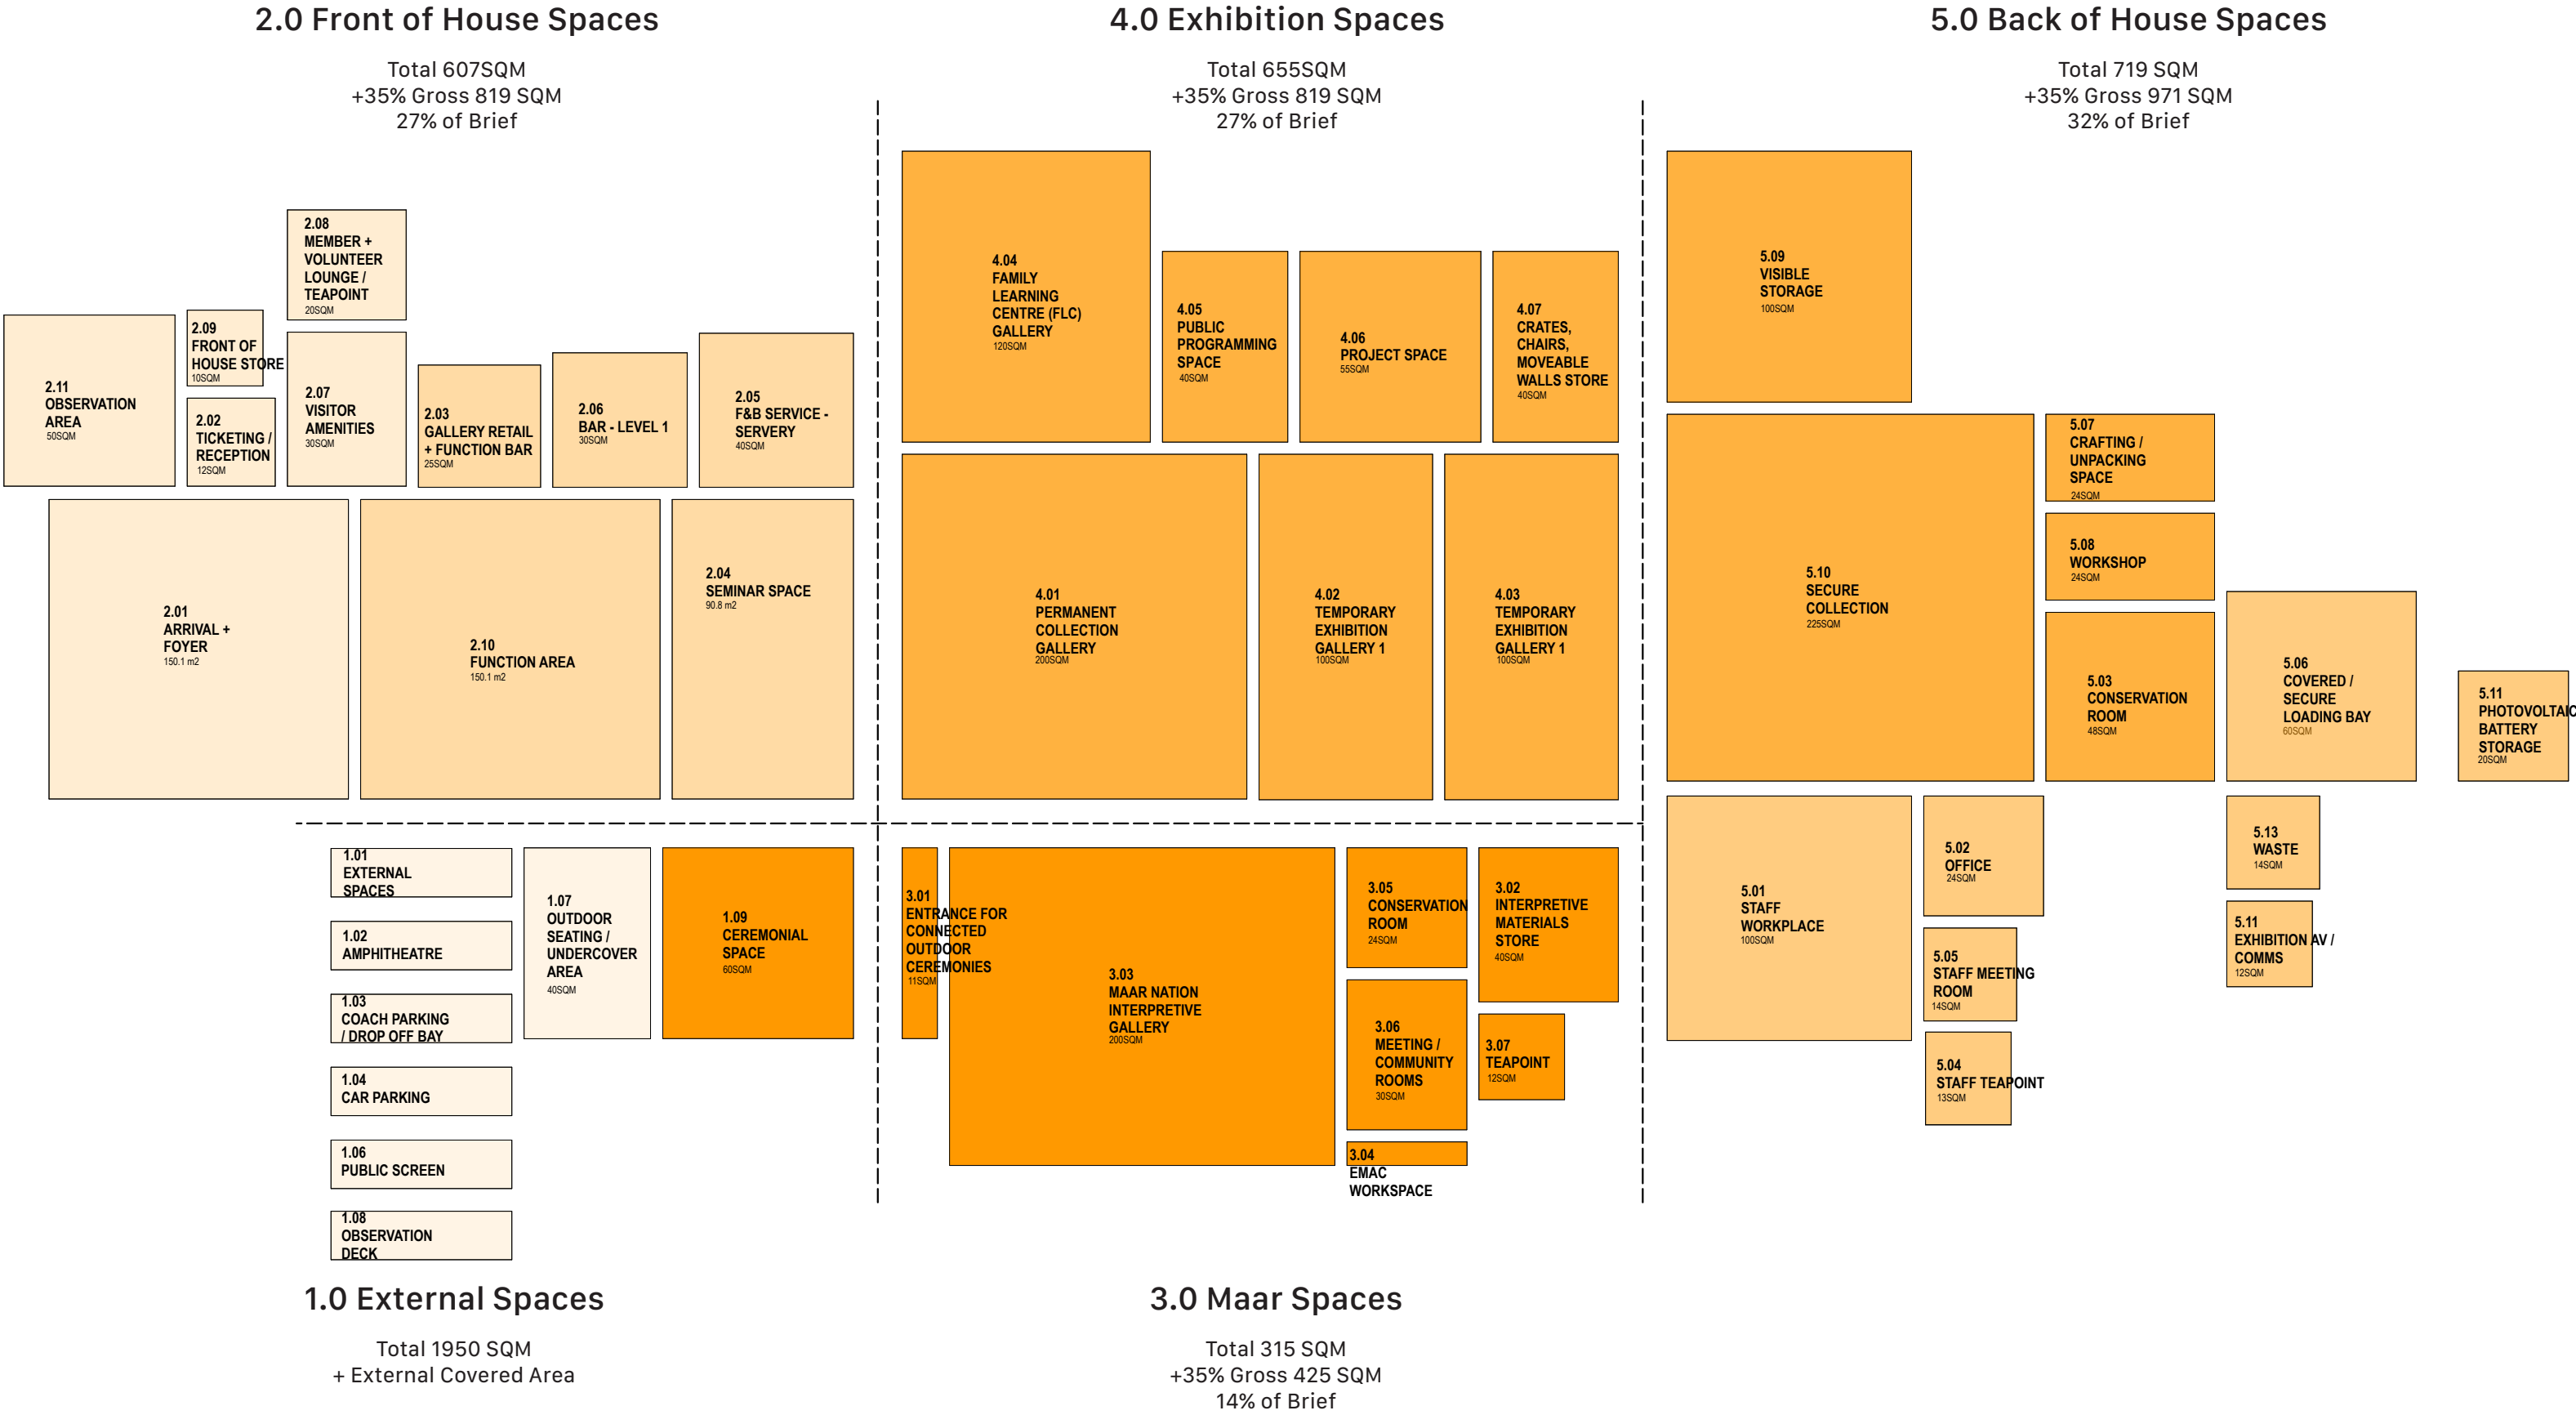 2.0 Front of House Spaces
Total 607SQM
+35% Gross 819 SQM
27% of Brief
2.08
MEMBER +
VOLUNTEER
LOUNGE /
TEAPOINT
20SQM
2.09
FRONT OF
HOUSE STORE
10SQM
2.11
OBSERVATION
AREA
50SQM
2.02
TICKETING /
RECEPTION
12SQM
2.07
VISITOR
AMENITIES
30SQM
2.03
GALLERY RETAIL
+ FUNCTION BAR
25SQM
2.06
BAR - LEVEL 1
30SQM
2.05
F&B SERVICE -
SERVERY
40SQM
2.01
ARRIVAL +
FOYER
150.1 m2
2.10
FUNCTION AREA
150.1 m2
2.04
SEMINAR SPACE
90.8 m2
4.0 Exhibition Spaces
Total 655SQM
+35% Gross 819 SQM
27% of Brief
4.04
FAMILY
LEARNING
CENTRE (FLC)
GALLERY
120SQM
4.05
PUBLIC
PROGRAMMING
SPACE
40SQM
4.06
PROJECT SPACE
55SQM
4.07
CRATES,
CHAIRS,
MOVEABLE
WALLS STORE
40SQM
4.01
PERMANENT
COLLECTION
GALLERY
200SQM
4.02
TEMPORARY
EXHIBITION
GALLERY 1
100SQM
4.03
TEMPORARY
EXHIBITION
GALLERY 1
100SQM
5.0 Back of House Spaces
Total 719 SQM
+35% Gross 971 SQM
32% of Brief
5.09
VISIBLE
STORAGE
100SQM
5.10
SECURE
COLLECTION
225SQM
5.07
CRAFTING /
UNPACKING
SPACE
24SQM
5.08
WORKSHOP
24SQM
5.03
CONSERVATION
ROOM
48SQM
5.06
COVERED /
SECURE
LOADING BAY
60SQM
5.11
PHOTOVOLTAIC
BATTERY
STORAGE
20SQM
5.01
STAFF
WORKPLACE
100SQM
5.02
OFFICE
24SQM
5.05
STAFF MEETING
ROOM
14SQM
5.04
STAFF TEAPOINT
13SQM
5.13
WASTE
14SQM
5.11
EXHIBITION AV /
COMMS
12SQM
1.01
EXTERNAL
SPACES
1.02
AMPHITHEATRE
1.03
COACH PARKING
/ DROP OFF BAY
1.04
CAR PARKING
1.06
PUBLIC SCREEN
1.08
OBSERVATION
DECK
1.07
OUTDOOR
SEATING /
UNDERCOVER
AREA
40SQM
1.09
CEREMONIAL
SPACE
60SQM
1.0 External Spaces
Total 1950 SQM
+ External Covered Area
3.01
ENTRANCE FOR
CONNECTED
OUTDOOR
CEREMONIES
11SQM
3.03
MAAR NATION
INTERPRETIVE
GALLERY
200SQM
3.05
CONSERVATION
ROOM
24SQM
3.02
INTERPRETIVE
MATERIALS
STORE
40SQM
3.06
MEETING /
COMMUNITY
ROOMS
30SQM
3.07
TEAPOINT
12SQM
3.04
EMAC
WORKSPACE
3.0 Maar Spaces
Total 315 SQM
+35% Gross 425 SQM
14% of Brief